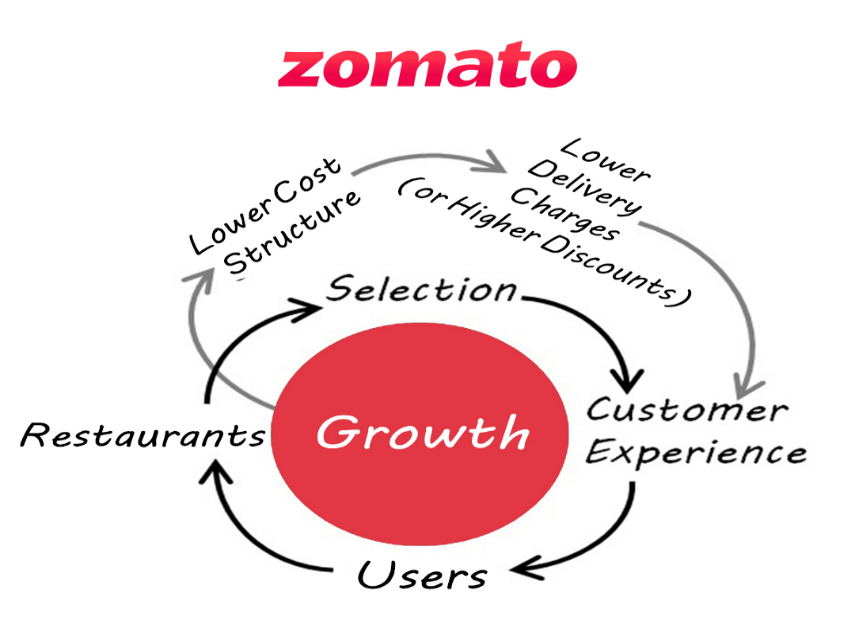 zomato
Lower Cost
Structure
Lower
Delivery
Charges
(or Higher Discounts)
Selection
Growth
Restaurants
Customer
Experience
Users